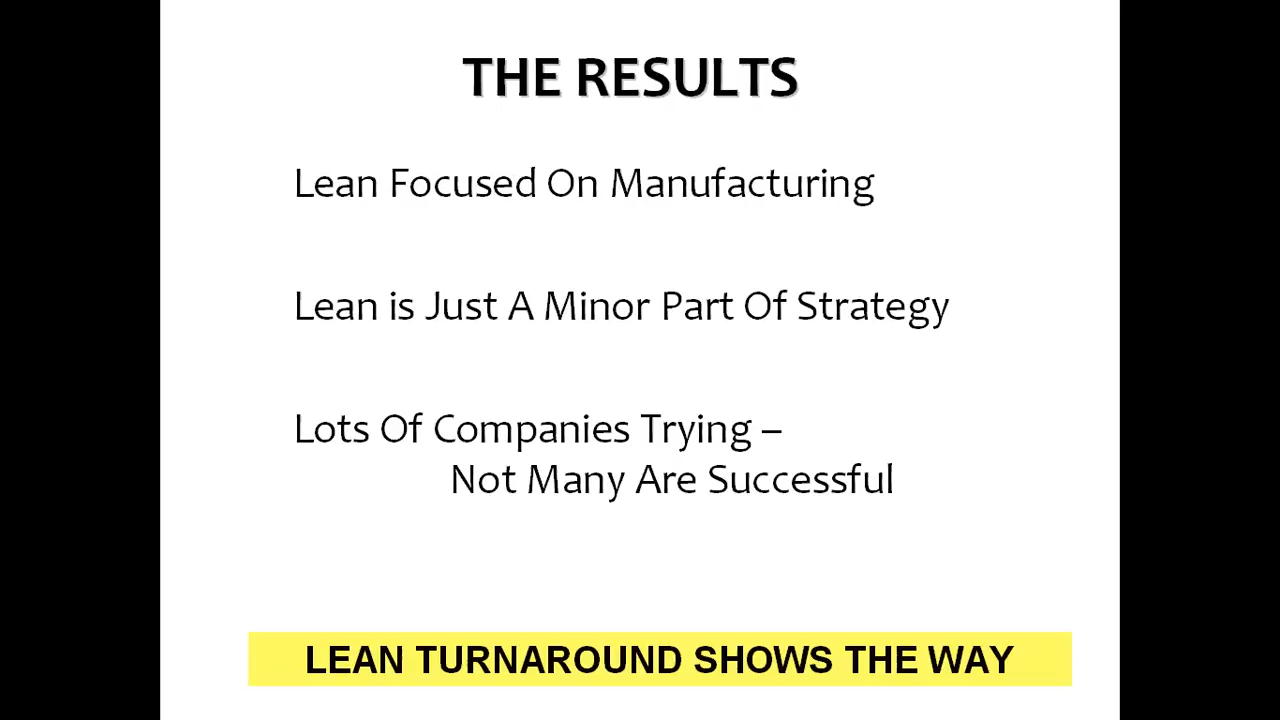 THE RESULTS
Lean Focused On Manufacturing
Lean is Just A Minor Part Of Strategy
Lots Of Companies Trying –
Not Many Are Successful
LEAN TURNAROUND SHOWS THE WAY